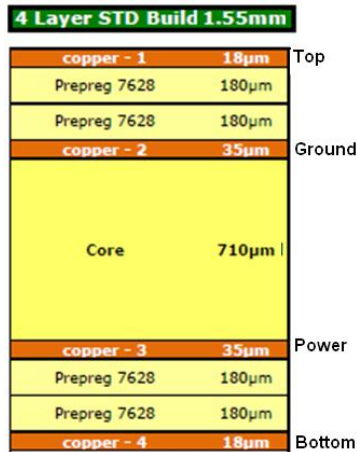 4 Layer STD Build 1.55mm
copper - 1 18µm Top
Prepreg 7628 180µm
Prepreg 7628 180µm
copper - 2 35µm Ground
Core 710µm
copper - 3 35µm Power
Prepreg 7628 180µm
Prepreg 7628 180µm
copper - 4 18µm Bottom